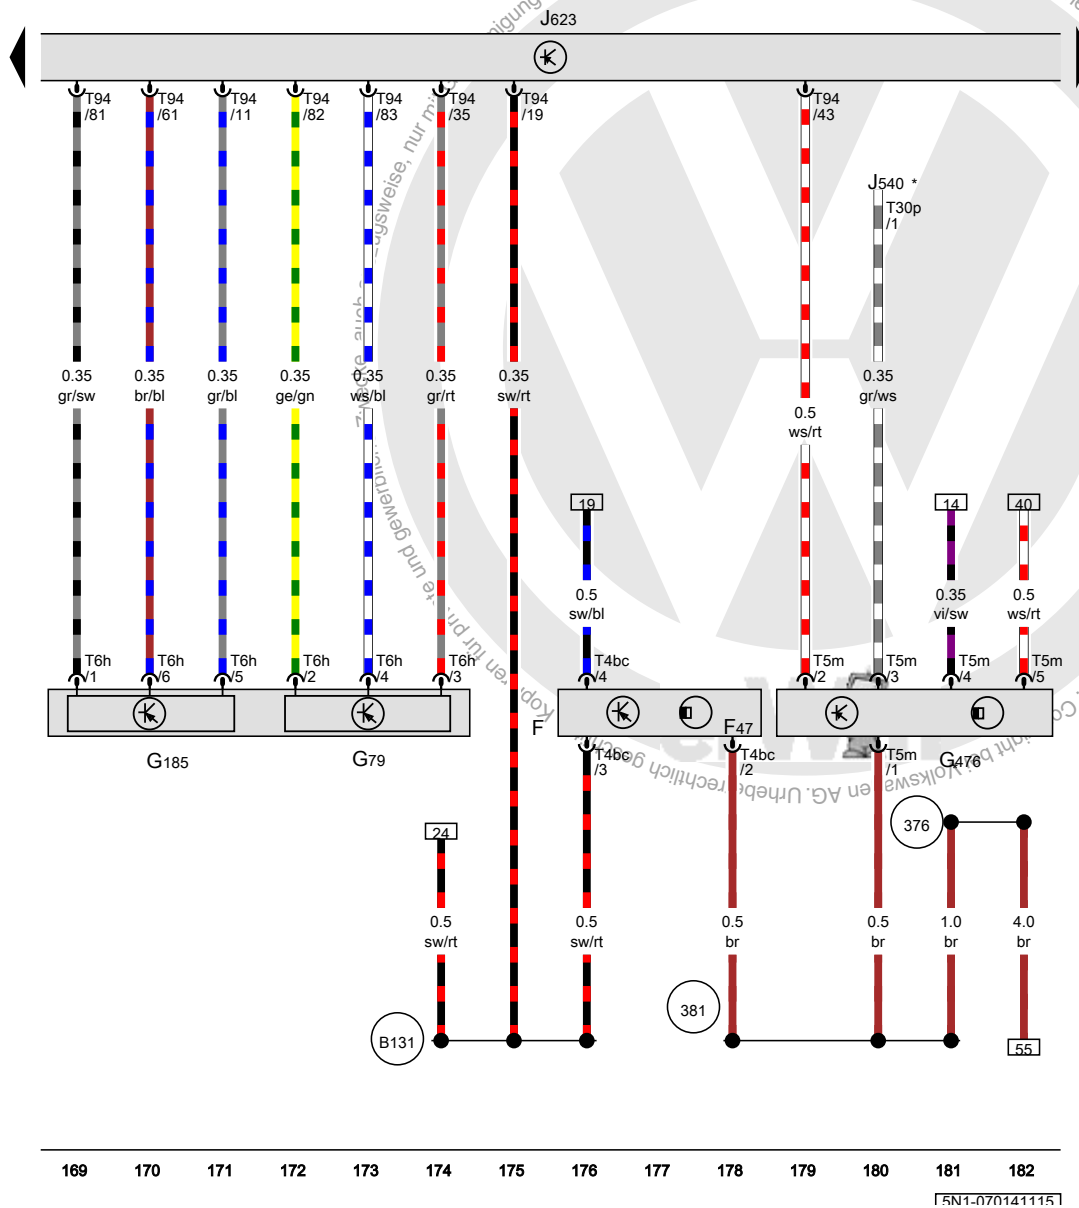 J623
T94 T94 T94 T94 T94 T94 T94 T94
/81 /61 /11 /82 /83 /35 /19 /43
J540 *
T30p
/1
0.35 0.35 0.35 0.35 0.35 0.35 0.35 0.35
gr/sw br/bl gr/bl ge/gn ws/bl gr/rt sw/rt gr/ws
0.5
ws/rt
19 14 40
0.5 0.35 0.5
sw/bl vi/sw ws/rt
T6h T6h T6h T6h T6h T6h T4bc T5m T5m T5m T5m
/1 /6 /5 /2 /4 /3 /4 /2 /3 /4 /5
F F47
G185 G79 G476
T4bc T4bc T5m
/3 /2 /1
24 376
0.5 0.5 0.5 0.5 1.0 4.0
sw/rt sw/rt br br br br
381
B131 55
169 170 171 172 173 174 175 176 177 178 179 180 181 182
5N1-070141115